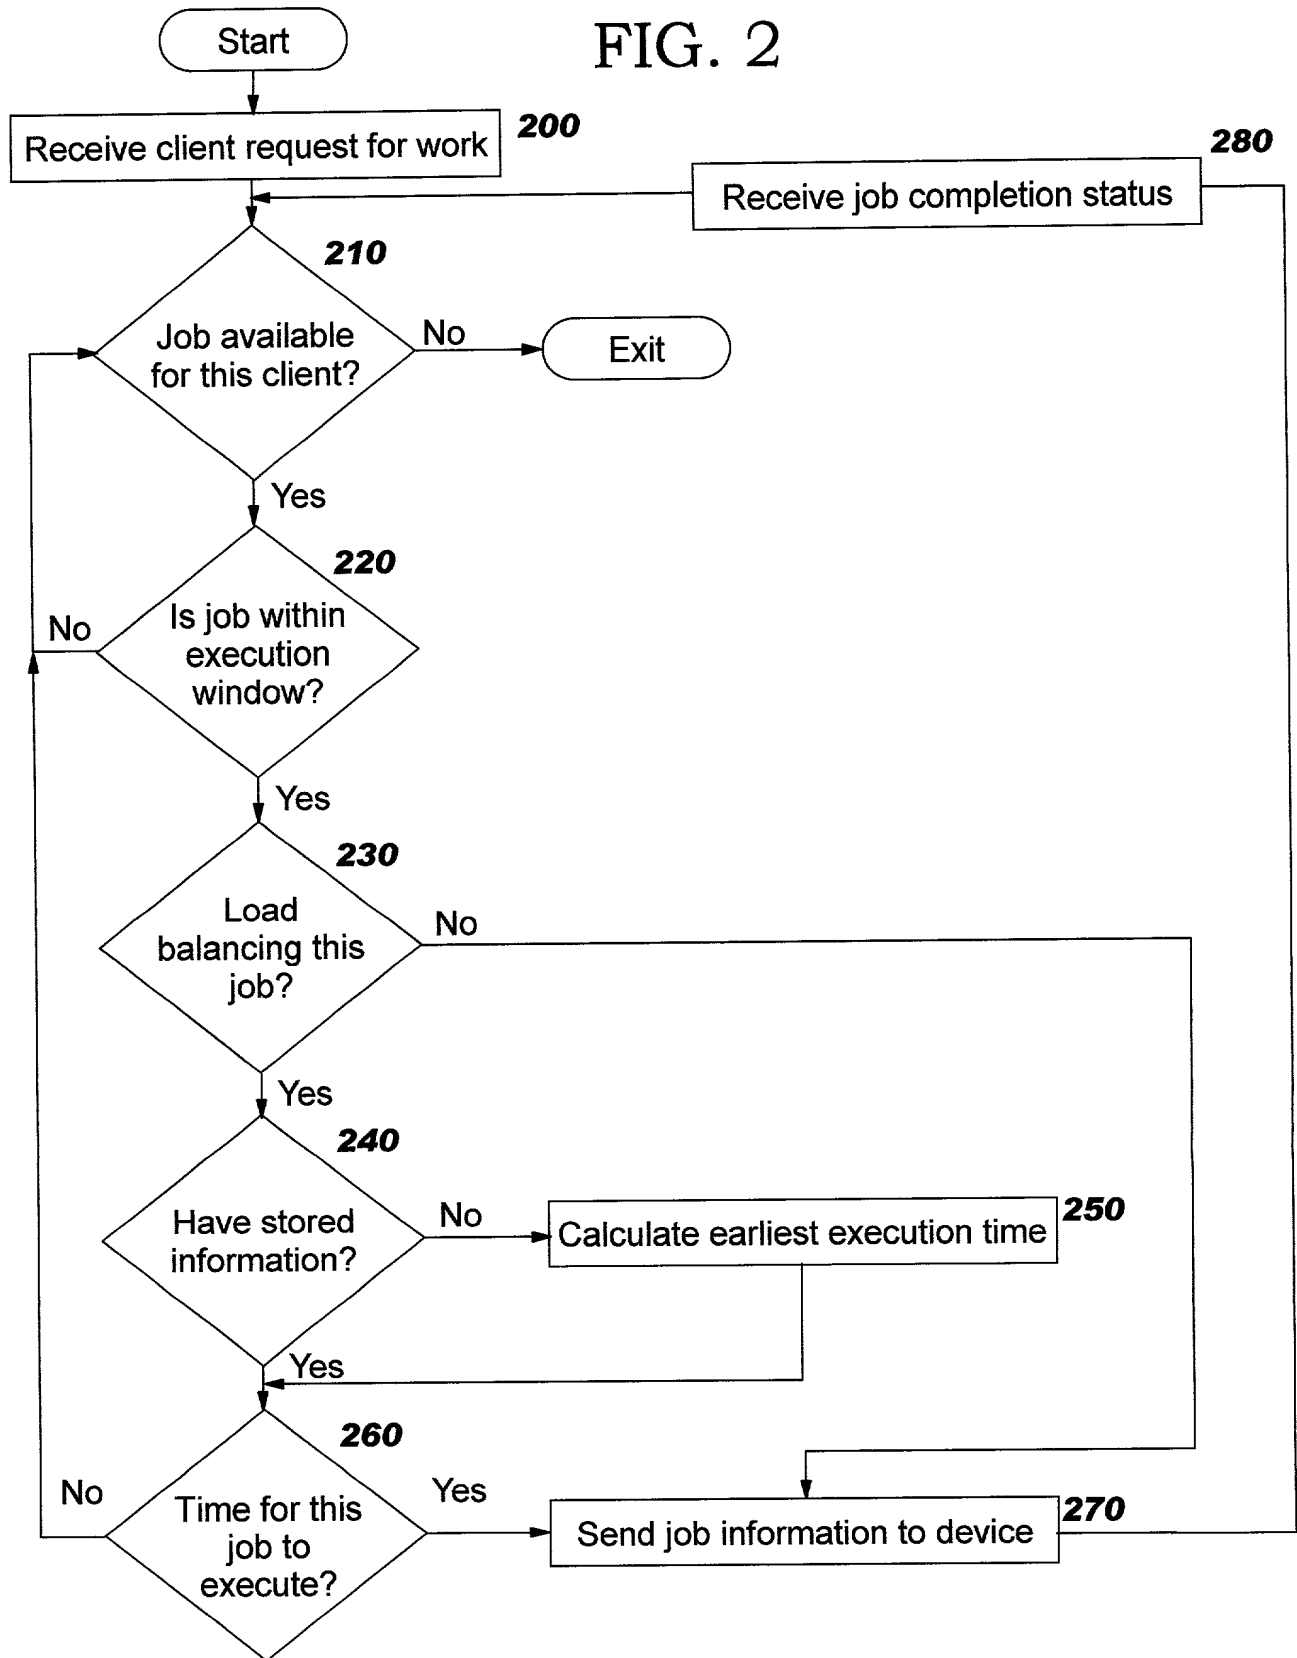 Start
FIG. 2
Receive client request for work
200
280
Receive job completion status
210
Job available
for this client?
No
Exit
Yes
220
Is job within
execution
window?
No
Yes
230
Load
balancing this
job?
No
Yes
240
Have stored
information?
No
Calculate earliest execution time
250
Yes
260
No
Time for this
job to
execute?
Yes
Send job information to device
270